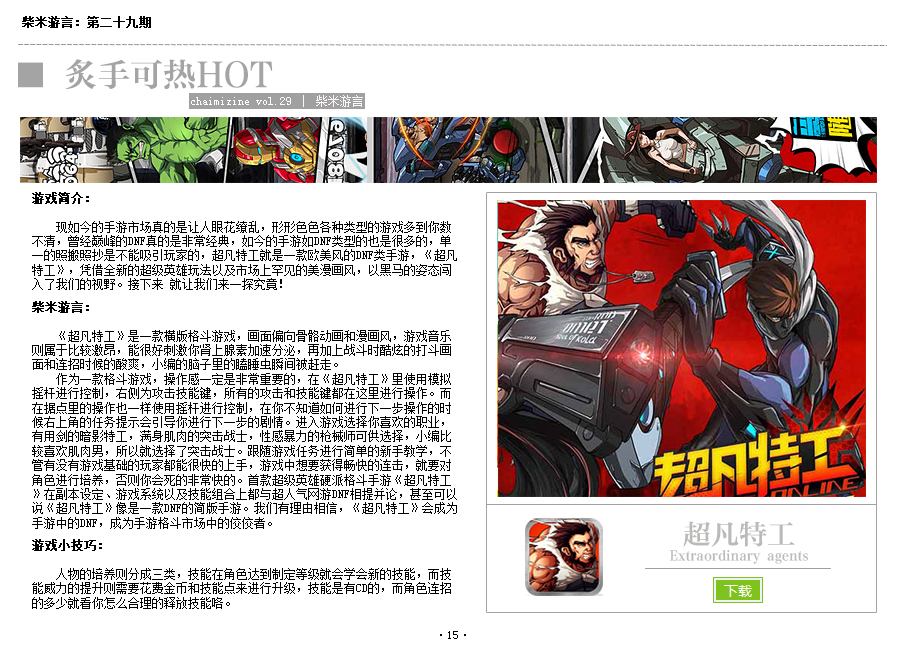 柴米游言：第二十九期
炙手可热HOT
chaimizine vol.29 | 柴米游言
游戏简介：
现如今的手游市场真的是让人眼花缭乱，形形色色各种类型的游戏多到你数
不清，曾经巅峰的DNF真的是非常经典，如今的手游如DNF类型的也是很多的，单
一的照搬照抄是不能吸引玩家的，超凡特工就是一款欧美风的DNF类手游，《超凡
特工》，凭借全新的超级英雄玩法以及市场上罕见的美漫画风，以黑马的姿态闯
入了我们的视野。接下来 就让我们来一探究竟！
柴米游言：
《超凡特工》是一款横版格斗游戏，画面偏向骨骼动画和漫画风，游戏音乐
则属于比较激昂，能很好刺激你肾上腺素加速分泌，再加上战斗时酷炫的打斗画
面和连招时候的酸爽，小编的脑子里的瞌睡虫瞬间被赶走。
作为一款格斗游戏，操作感一定是非常重要的，在《超凡特工》里使用模拟
摇杆进行控制，右侧为攻击技能键，所有的攻击和技能键都在这里进行操作。而
在据点里的操作也一样使用摇杆进行控制，在你不知道如何进行下一步操作的时
候右上角的任务提示会引导你进行下一步的剧情。进入游戏选择你喜欢的职业，
有用剑的暗影特工，满身肌肉的突击战士，性感暴力的枪械师可供选择，小编比
较喜欢肌肉男，所以就选择了突击战士。跟随游戏任务进行简单的新手教学，不
管有没有游戏基础的玩家都能很快的上手，游戏中想要获得畅快的连击，就要对
角色进行培养，否则你会死的非常快的。首款超级英雄硬派格斗手游《超凡特工
》在副本设定、游戏系统以及技能组合上都与超人气网游DNF相提并论，甚至可以
说《超凡特工》像是一款DNF的简版手游。我们有理由相信，《超凡特工》会成为
手游中的DNF，成为手游格斗市场中的佼佼者。
游戏小技巧：
人物的培养则分成三类，技能在角色达到制定等级就会学会新的技能，而技
能威力的提升则需要花费金币和技能点来进行升级，技能是有CD的，而角色连招
的多少就看你怎么合理的释放技能咯。
超凡特工
ONLINE
超凡特工
Extraordinary agents
下载
·15·